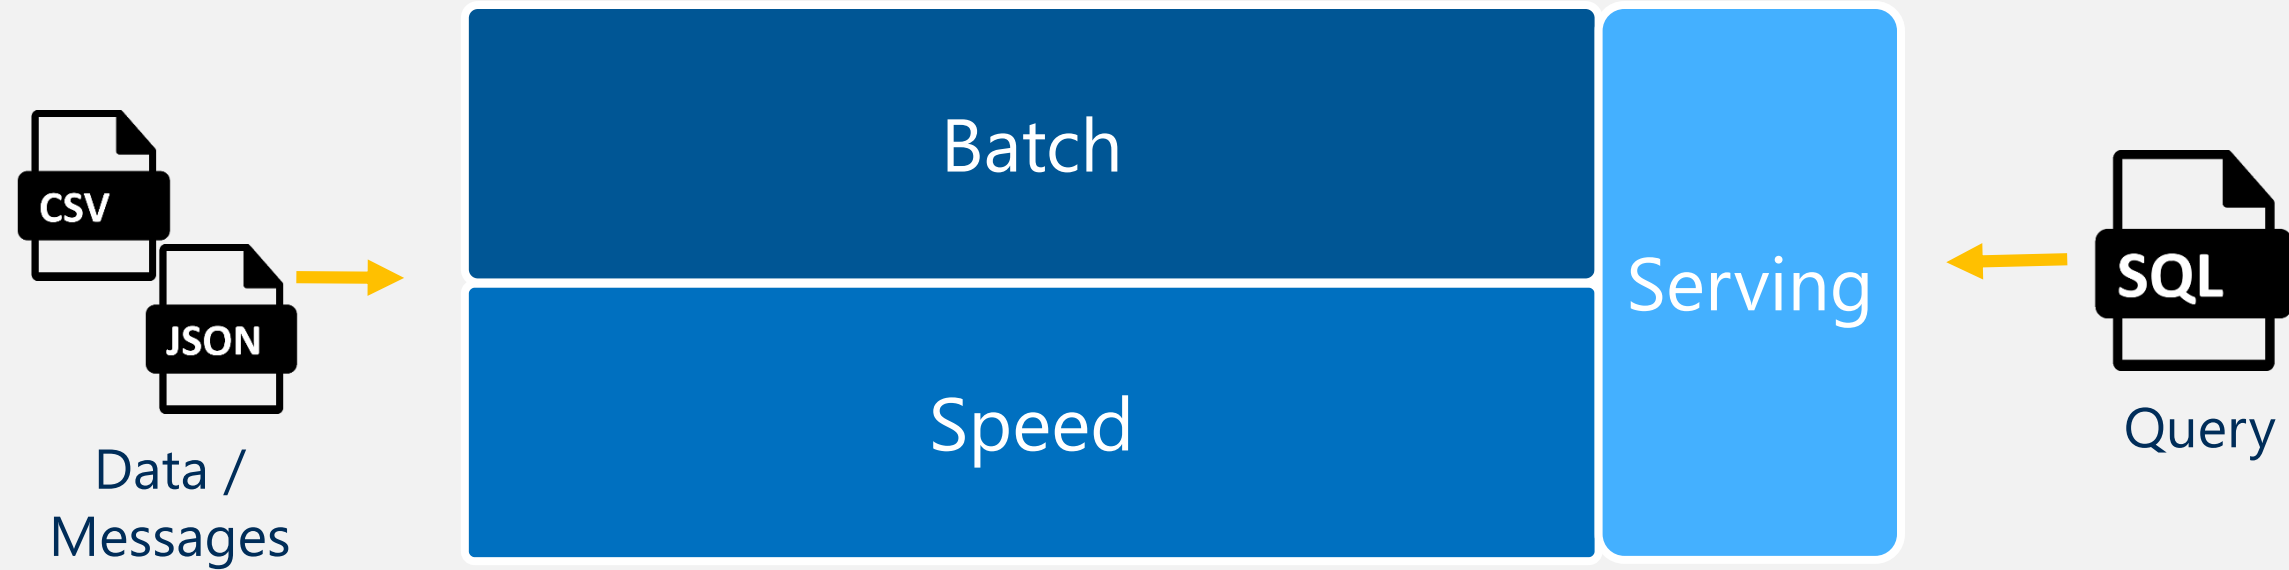 CSV
JSON
Data /
Messages
Batch
Speed
Serving
SQL
Query